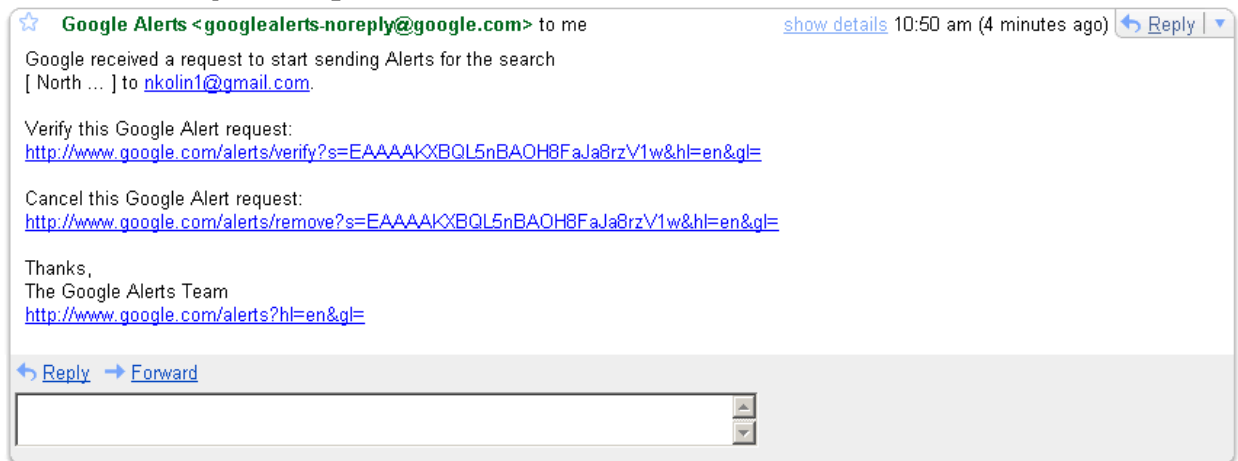 Google Alerts <googlealerts-noreply@google.com> to me show details 10:50 am (4 minutes ago) Reply
Google received a request to start sending Alerts for the search
[ North ... ] to nkolin1@gmail.com.
Verify this Google Alert request:
http://www.google.com/alerts/verify?s=EAAAAKXBQL5nBAOH8FaJa8rzV1w&hl=en&gl=
Cancel this Google Alert request:
http://www.google.com/alerts/remove?s=EAAAAKXBQL5nBAOH8FaJa8rzV1w&hl=en&gl=
Thanks,
The Google Alerts Team
http://www.google.com/alerts?hl=en&gl=
Reply Forward